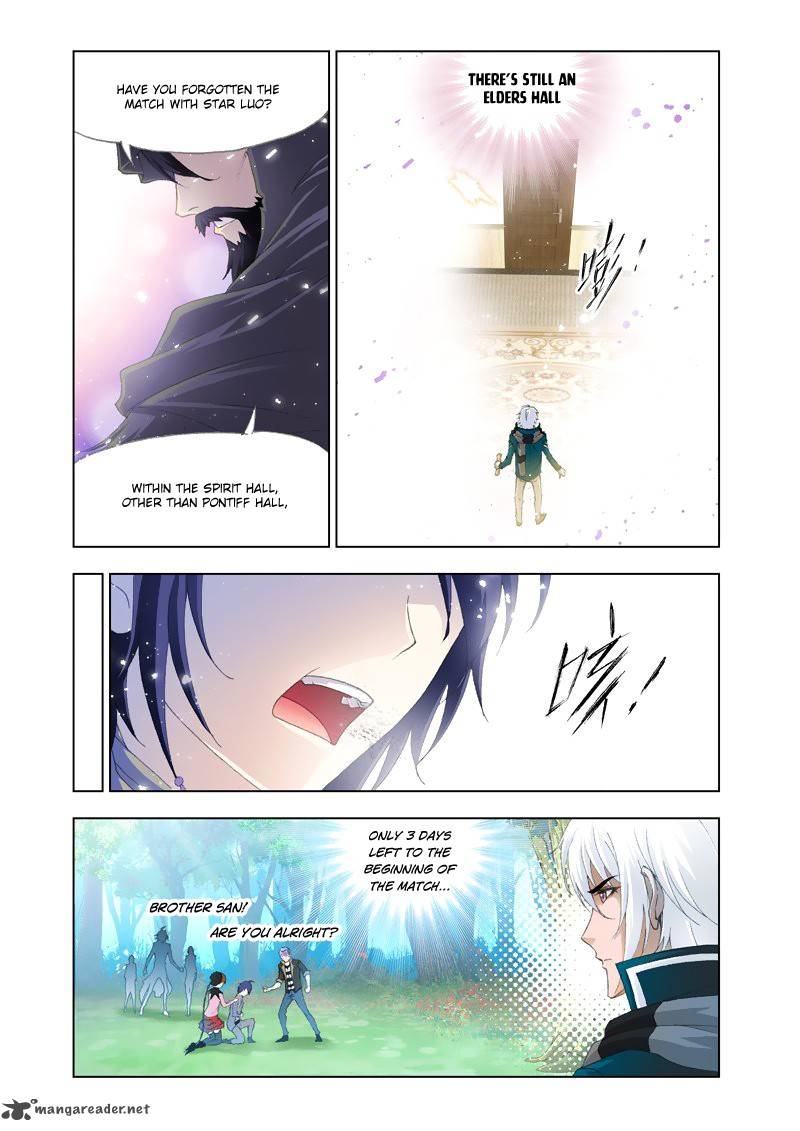 HAVE YOU FORGOTTEN THE
MATCH WITH STAR LUO?
WITHIN THE SPIRIT HALL,
OTHER THAN PONTIFF HALL,
THERE'S STILL AN
ELDERS HALL
嘭!
咳!
ONLY 3 DAYS
LEFT TO THE
BEGINNING OF
THE MATCH...
BROTHER SAN!
ARE YOU ALRIGHT?
mangareader.net